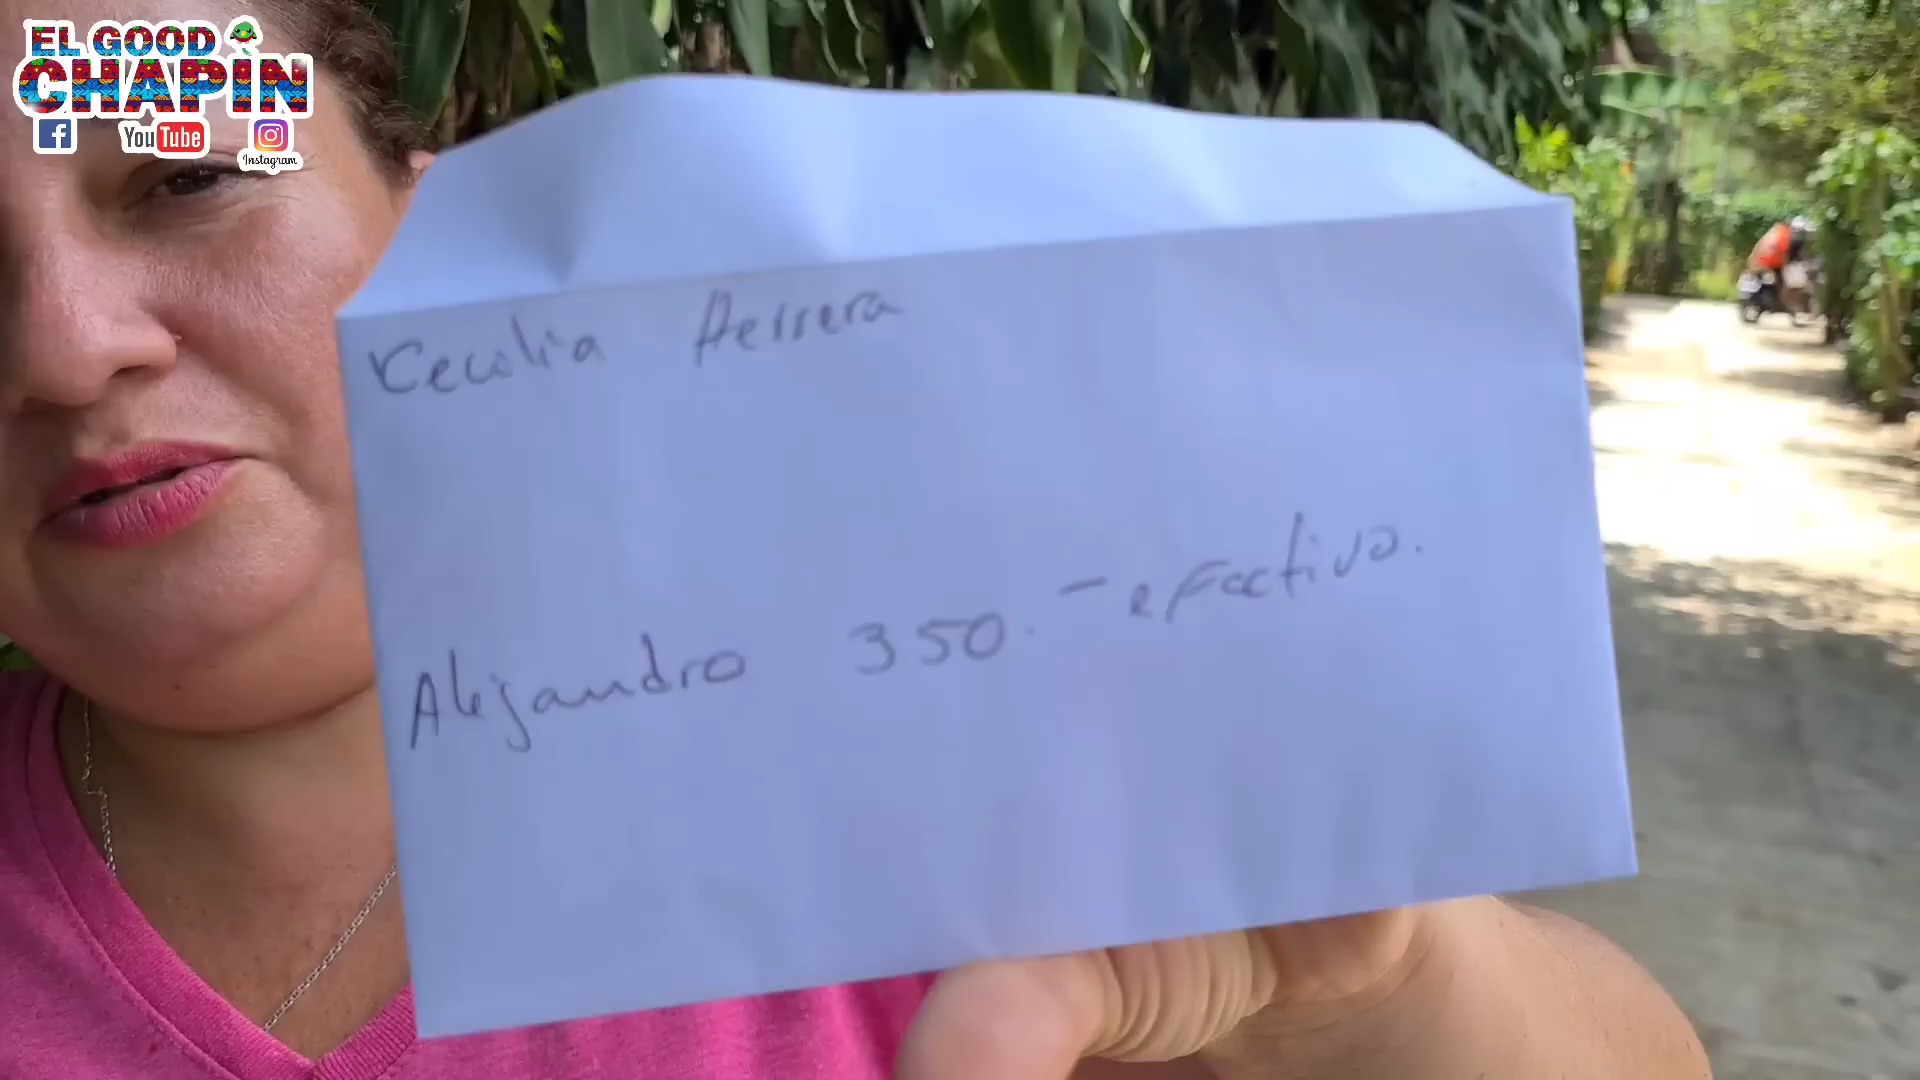 EL GOOD
CHAPIN
YouTube
Instagram
Cecilia Herrera
Alejandro 350. - efectivo.